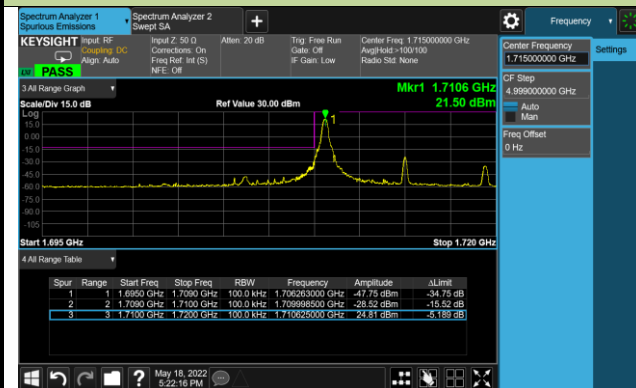 Spectrum Analyzer 1
Spurious Emissions
Spectrum Analyzer 2
Swept SA
+
Frequency
KEYSIGHT
Input: RF
Coupling: DC
Align: Auto
Input Z: 50 Ω
Corrections: On
Freq Ref: Int (S)
NFE: Off
Atten: 20 dB
Trig: Free Run
Gate: Off
IF Gain: Low
Center Freq: 1.715000000 GHz
Avg|Hold:>100/100
Radio Std: None
PASS
Center Frequency
1.715000000 GHz
Settings
CF Step
4.999000000 GHz
Auto
Man
Freq Offset
0 Hz
3 All Range Graph
Mkr1 1.7106 GHz
Scale/Div 15.0 dB
Ref Value 30.00 dBm
21.50 dBm
Log
15.0
0.00
-15.0
-30.0
-45.0
-60.0
-75.0
-90.0
-105
1
Start 1.695 GHz
Stop 1.720 GHz
4 All Range Table
Spur Range Start Freq Stop Freq RBW Frequency Amplitude ΔLimit
1 1 1.6950 GHz 1.7090 GHz 100.0 kHz 1.706263000 GHz -47.75 dBm -34.75 dB
2 2 1.7090 GHz 1.7100 GHz 100.0 kHz 1.709998500 GHz -28.52 dBm -15.52 dB
3 3 1.7100 GHz 1.7200 GHz 100.0 kHz 1.710625000 GHz 24.81 dBm -5.189 dB
?
May 18, 2022
5:22:16 PM